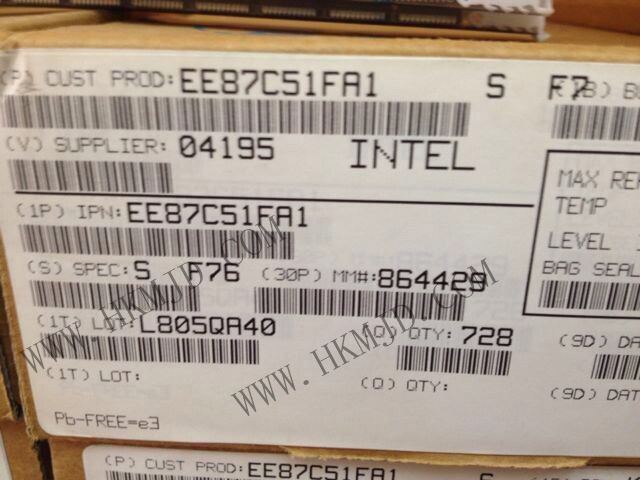 (P) CUST PROD: EE87C51FA1 S F7
(V) SUPPLIER: 04195 INTEL
MAX
TEMP
LEVEL
BAG SEAL
(1P) IPN: EE87C51FA1
(S) SPEC: S F76 (30P) MM#: 864429
(1T) LOT: L805QA40 (Q) QTY: 728 (9D)
(1T) LOT: (Q) QTY: (9D)
Pb-FREE=e3
WWW.HKMJD.COM
WWW.HKMJD.COM
(P) CUST PROD: EE87C51FA1 S